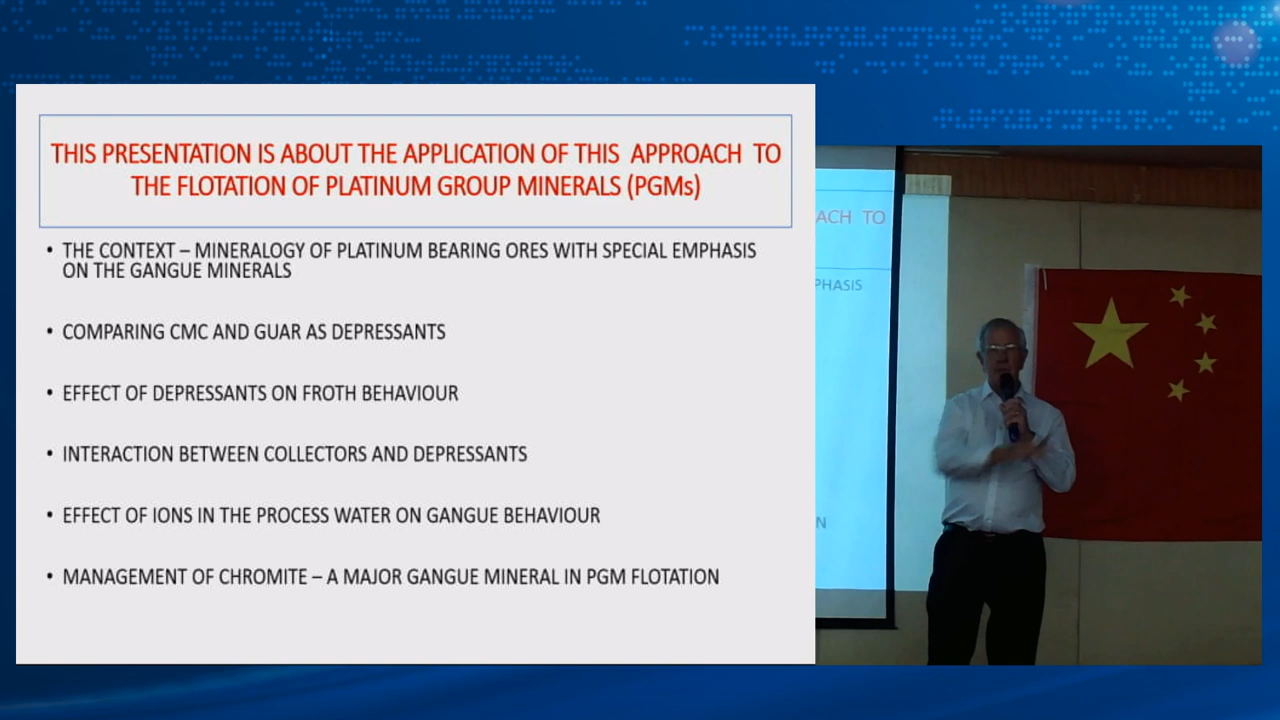 THIS PRESENTATION IS ABOUT THE APPLICATION OF THIS APPROACH TO
THE FLOTATION OF PLATINUM GROUP MINERALS (PGMs)
• THE CONTEXT – MINERALOGY OF PLATINUM BEARING ORES WITH SPECIAL EMPHASIS
ON THE GANGUE MINERALS
• COMPARING CMC AND GUAR AS DEPRESSANTS
• EFFECT OF DEPRESSANTS ON FROTH BEHAVIOUR
• INTERACTION BETWEEN COLLECTORS AND DEPRESSANTS
• EFFECT OF IONS IN THE PROCESS WATER ON GANGUE BEHAVIOUR
• MANAGEMENT OF CHROMITE – A MAJOR GANGUE MINERAL IN PGM FLOTATION
ACH TO
PHASIS
N